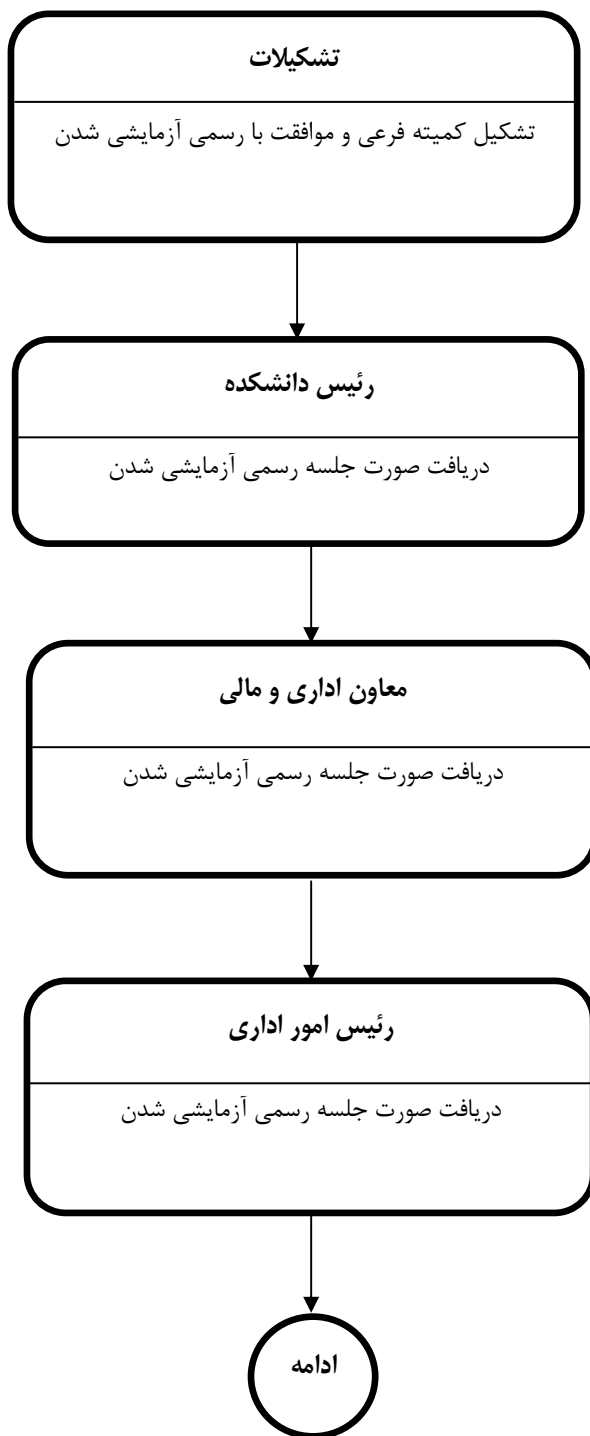 تشکیلات
تشکیل کمیته فرعی و موافقت با رسمی آزمایشی شدن
رئیس دانشکده
دریافت صورت جلسه رسمی آزمایشی شدن
معاون اداری و مالی
دریافت صورت جلسه رسمی آزمایشی شدن
رئیس امور اداری
دریافت صورت جلسه رسمی آزمایشی شدن
ادامه